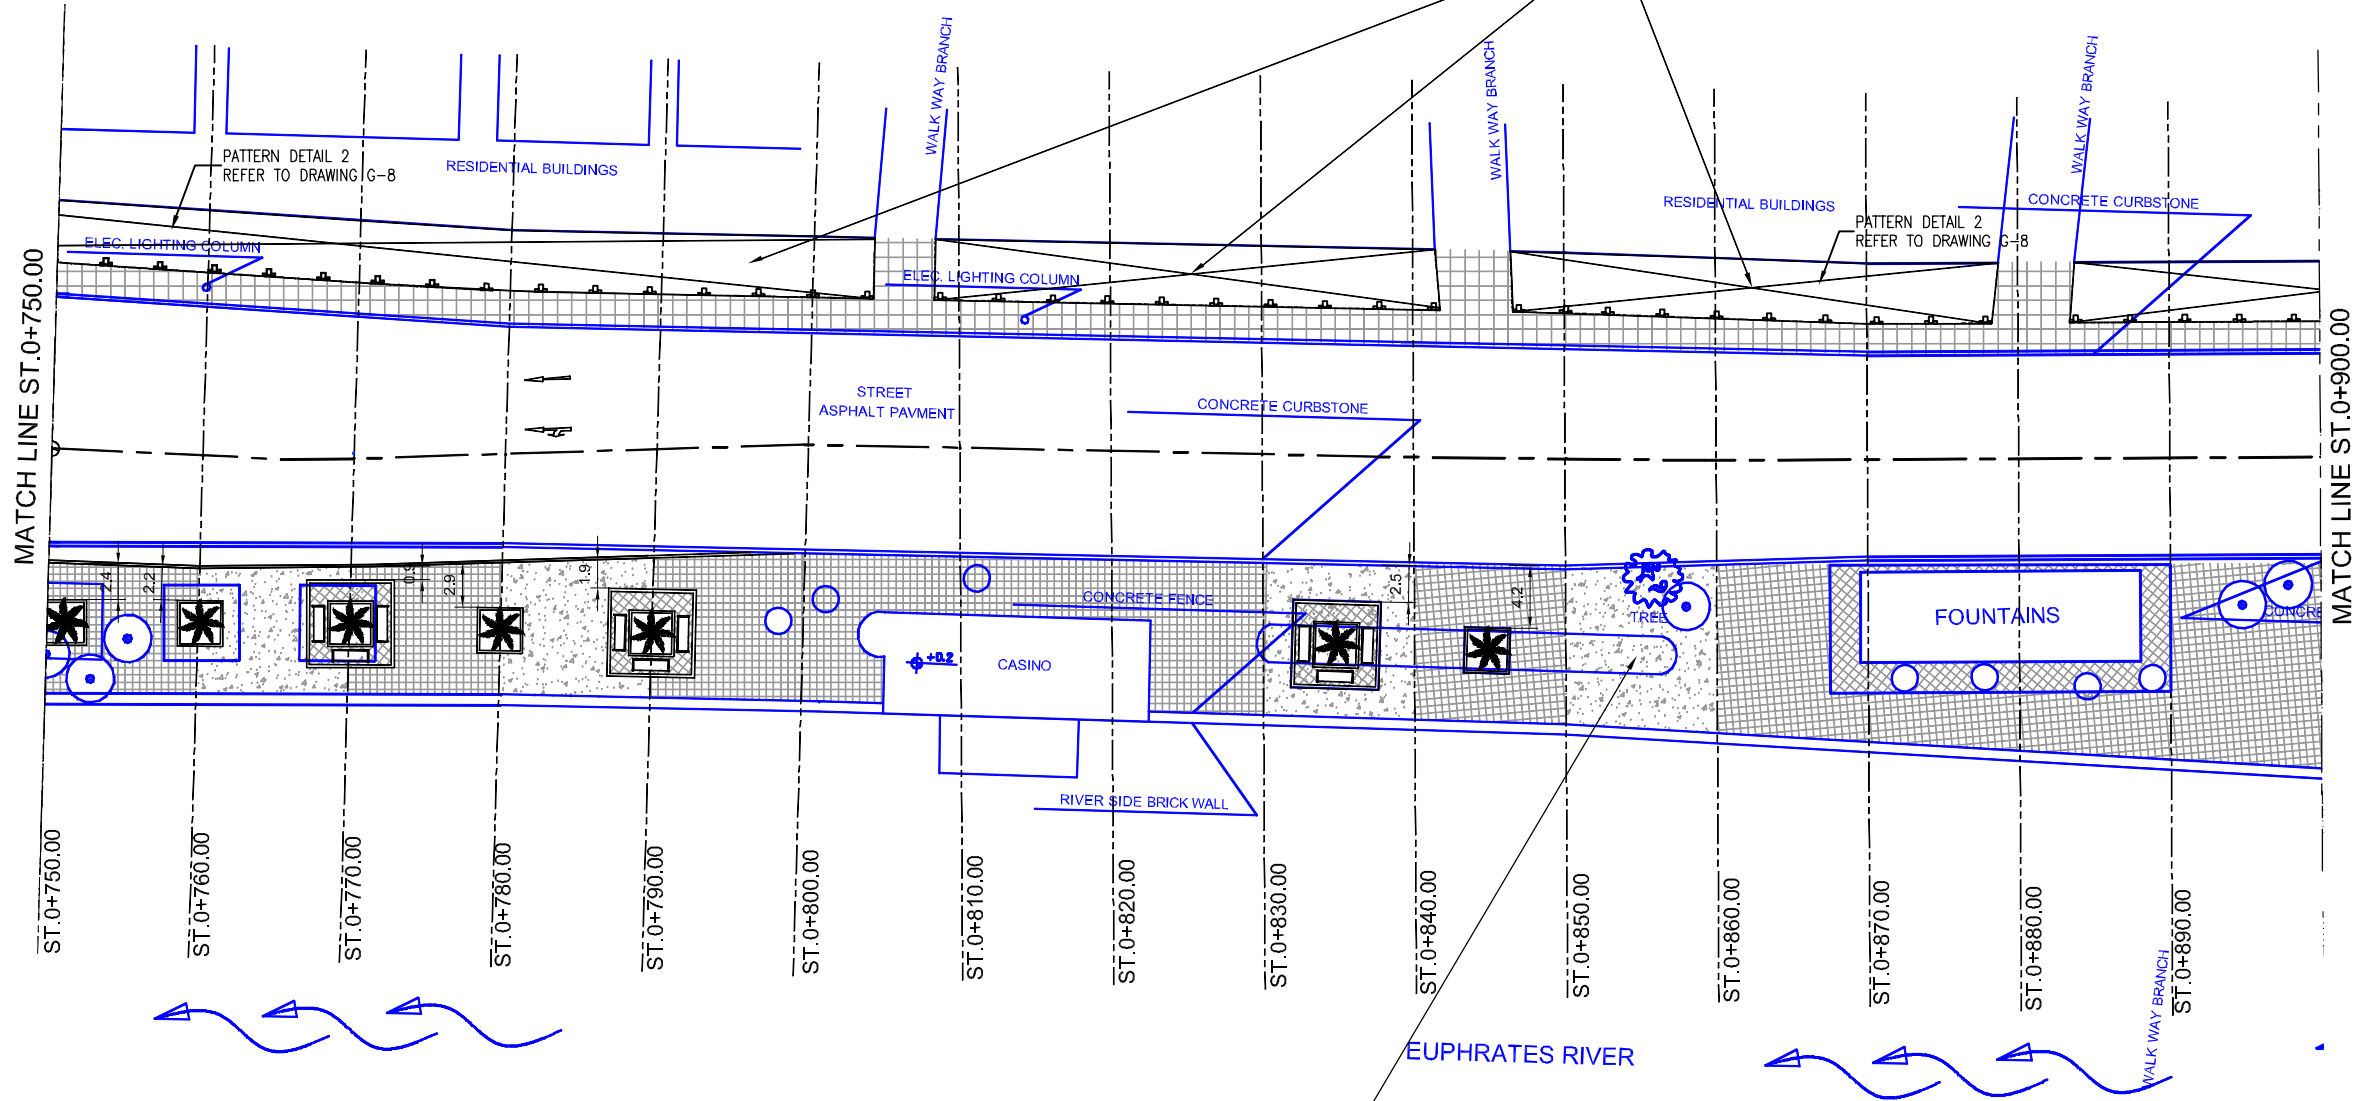 WALK WAY BRANCH
WALK WAY BRANCH
WALK WAY BRANCH
PATTERN DETAIL 2
REFER TO DRAWING G-8
RESIDENTIAL BUILDINGS
RESIDENTIAL BUILDINGS
CONCRETE CURBSTONE
PATTERN DETAIL 2
REFER TO DRAWING G-8
ELEC. LIGHTING COLUMN
ELEC. LIGHTING COLUMN
MATCH LINE ST.0+750.00
MATCH LINE ST.0+900.00
STREET
ASPHALT PAVMENT
CONCRETE CURBSTONE
2.4
2.2
0.9
2.9
1.9
2.5
4.2
CONCRETE FENCE
TREE
FOUNTAINS
CONCRE
+0.2
CASINO
RIVER SIDE BRICK WALL
ST.0+750.00
ST.0+760.00
ST.0+770.00
ST.0+780.00
ST.0+790.00
ST.0+800.00
ST.0+810.00
ST.0+820.00
ST.0+830.00
ST.0+840.00
ST.0+850.00
ST.0+860.00
ST.0+870.00
ST.0+880.00
ST.0+890.00
WALK WAY BRANCH
EUPHRATES RIVER